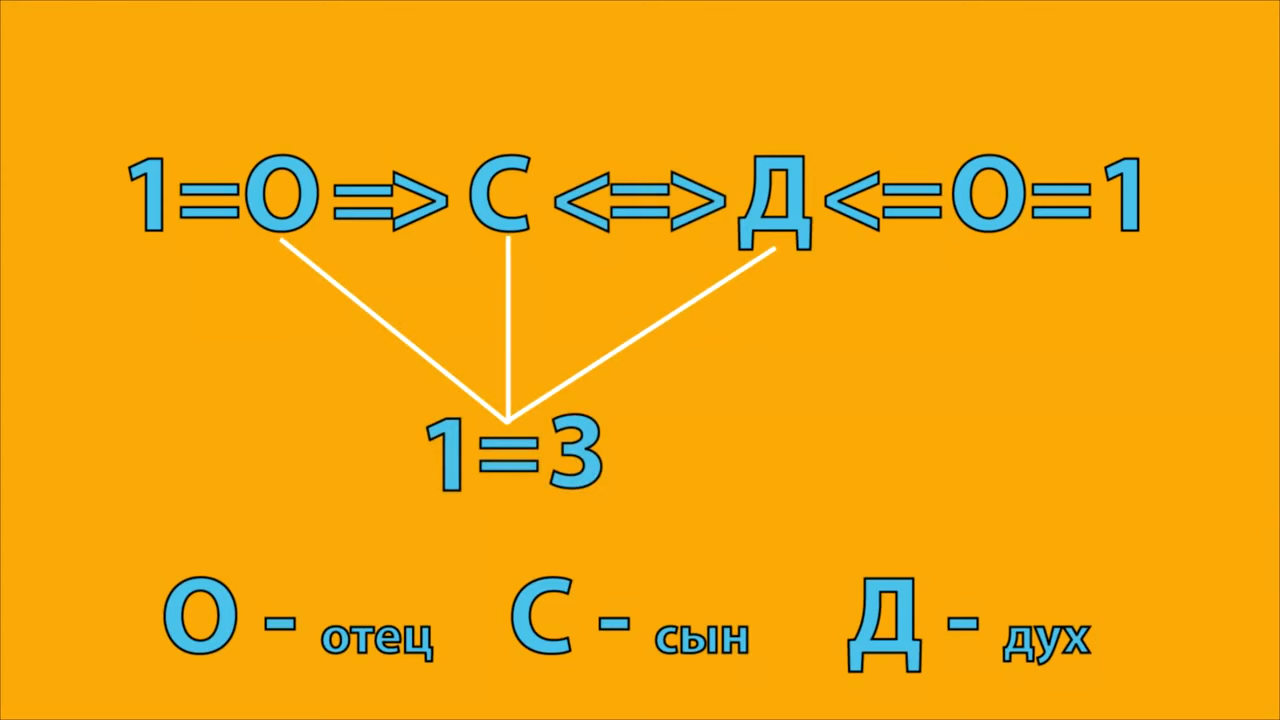 1=О=>С<=>Д<=О=1
1=3
О - отец С - сын Д - дух